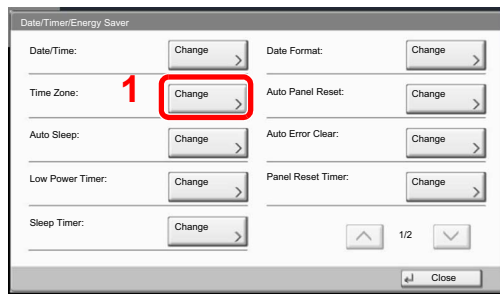 Date/Timer/Energy Saver
Date/Time: Change Date Format: Change
Time Zone: 1 Change Auto Panel Reset: Change
Auto Sleep: Change Auto Error Clear: Change
Low Power Timer: Change Panel Reset Timer: Change
Sleep Timer: Change 1/2
Close